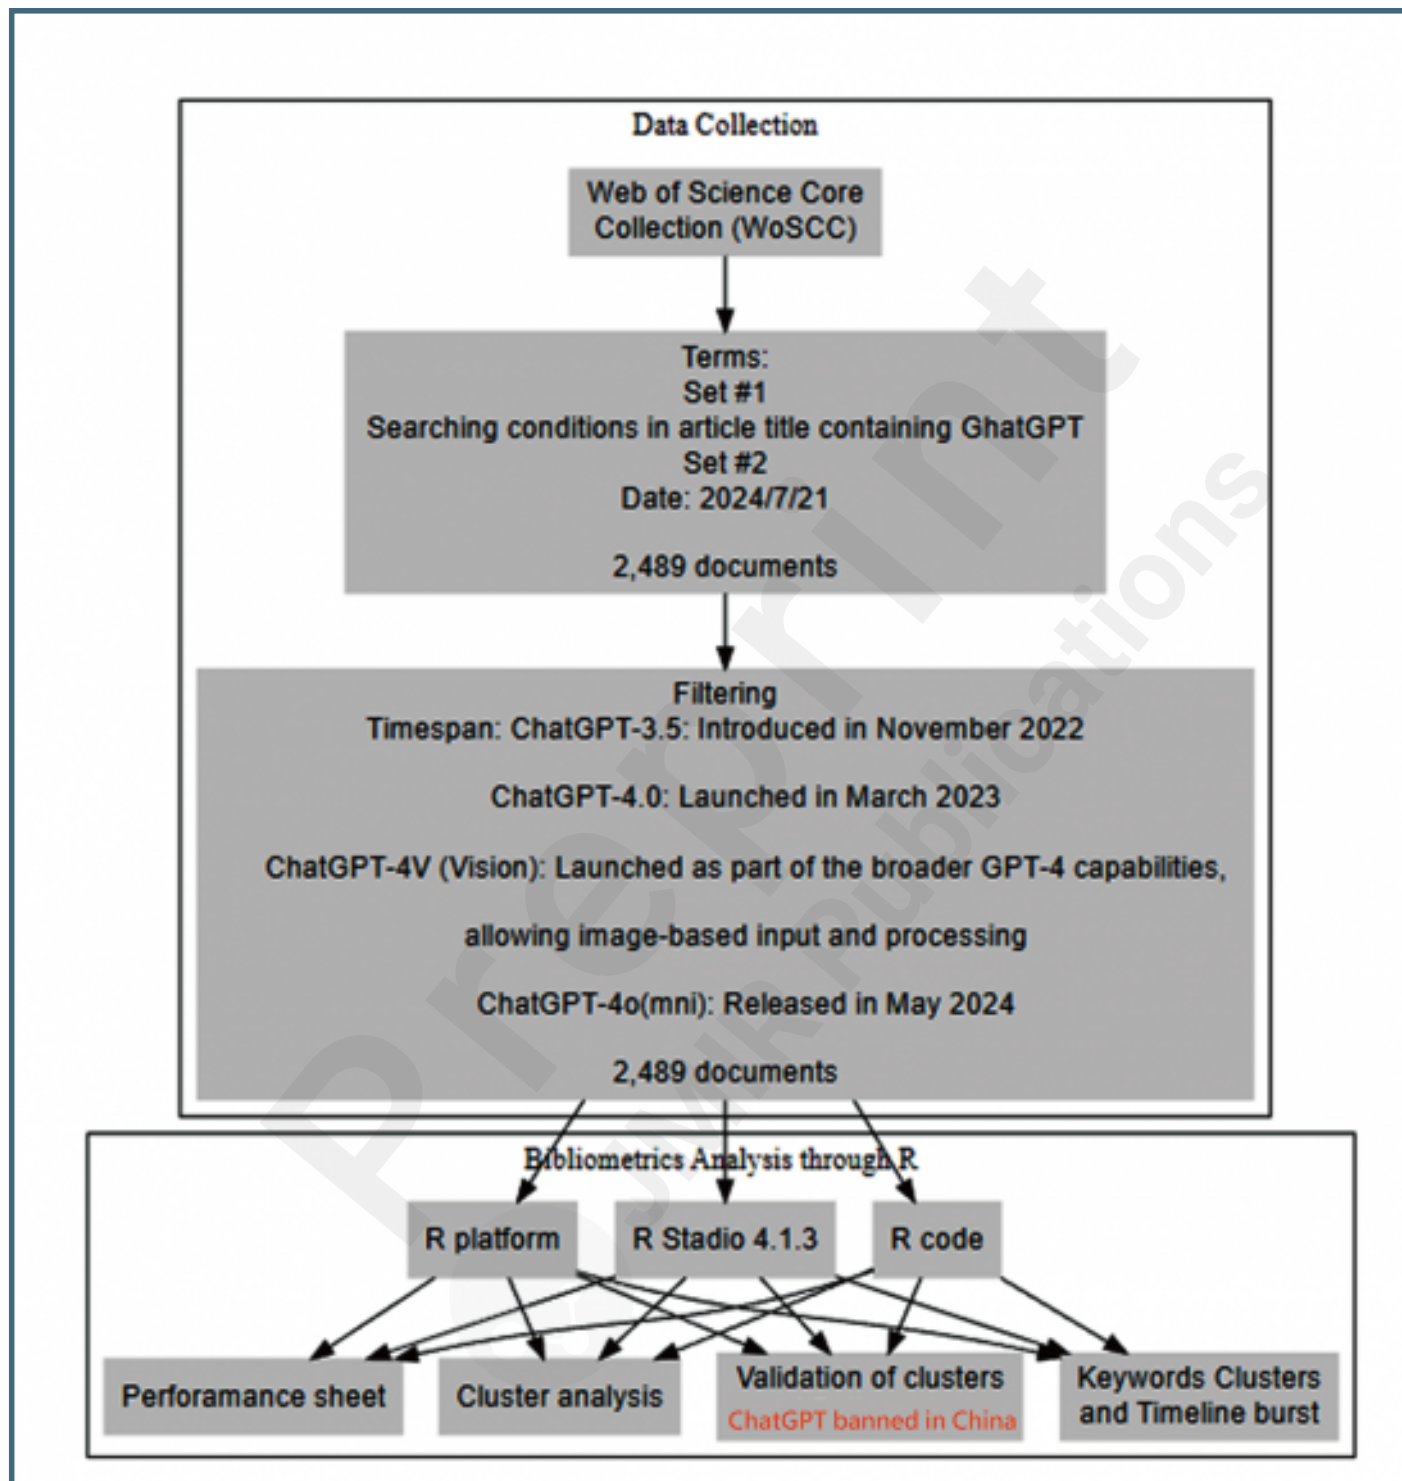 Data Collection
Web of Science Core
Collection (WoSCC)
Terms:
Set #1
Searching conditions in article title containing GhatGPT
Set #2
Date: 2024/7/21
2,489 documents
Filtering
Timespan: ChatGPT-3.5: Introduced in November 2022
ChatGPT-4.0: Launched in March 2023
ChatGPT-4V (Vision): Launched as part of the broader GPT-4 capabilities,
allowing image-based input and processing
ChatGPT-4o(mni): Released in May 2024
2,489 documents
Bibliometrics Analysis through R
R platform
R Stadio 4.1.3
R code
Perforamance sheet
Cluster analysis
Validation of clusters
ChatGPT banned in China
Keywords Clusters
and Timeline burst
Preprint
@JMIR Publications